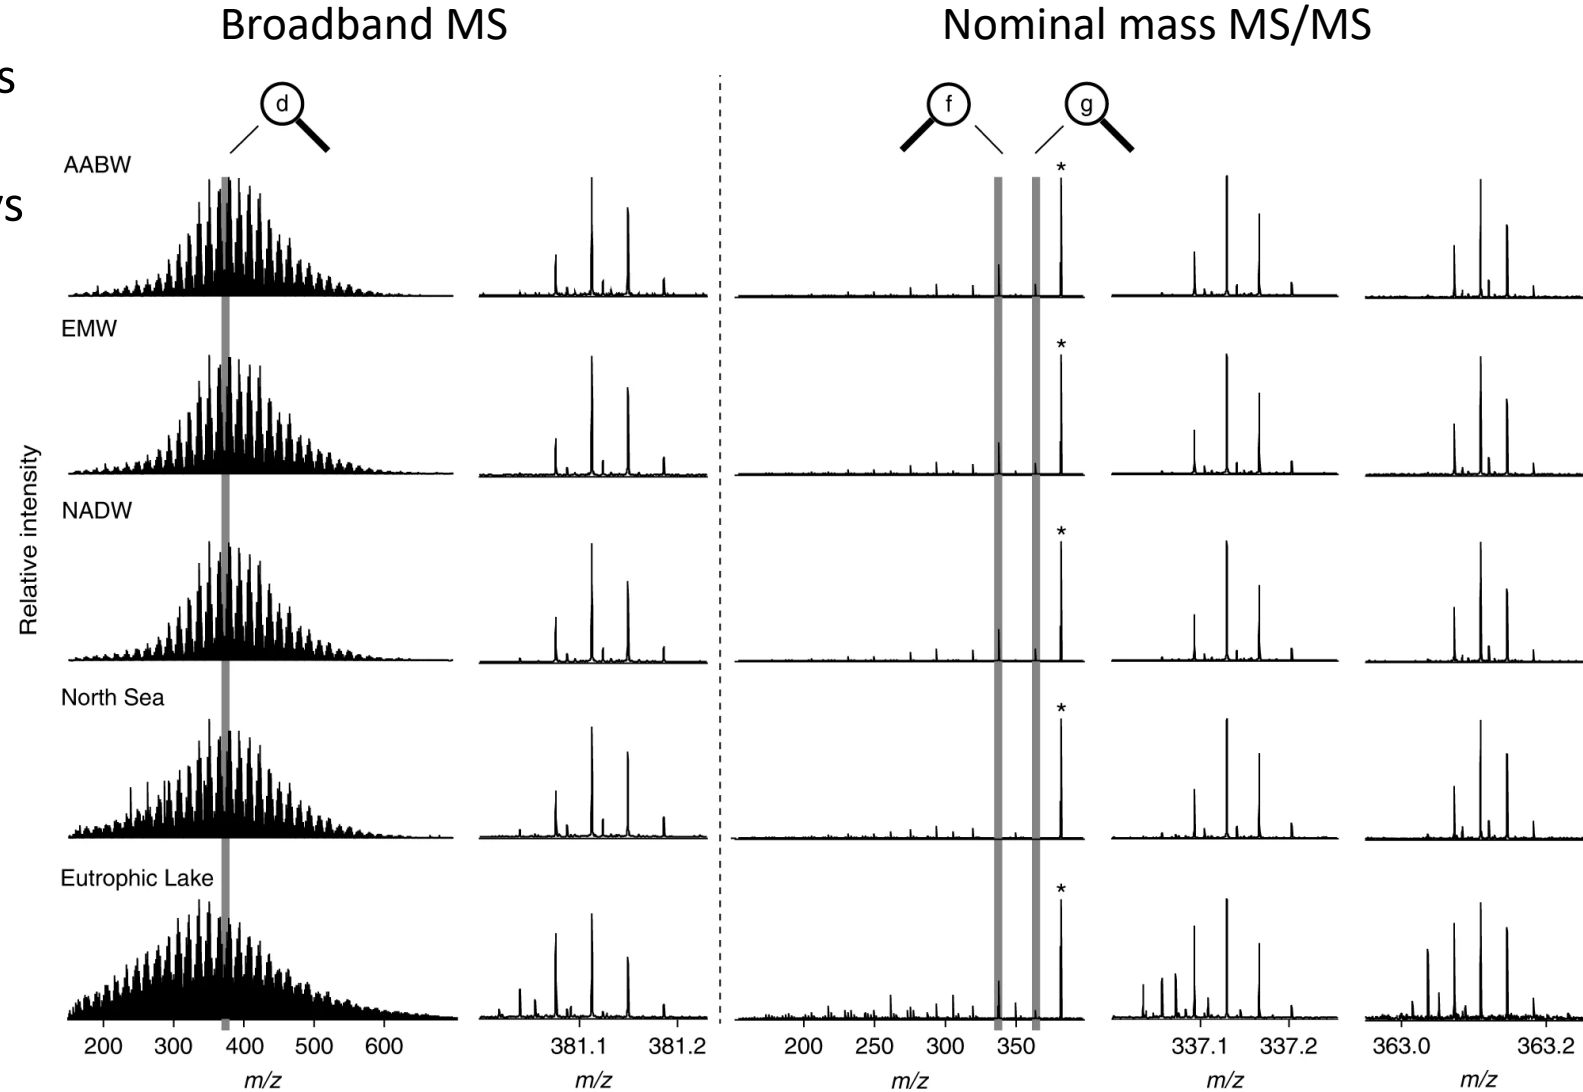 Broadband MS
Nominal mass MS/MS
s
d
f
g
AABW
*
/s
EMW
*
NADW
*
Relative intensity
North Sea
*
Eutrophic Lake
*
200 300 400 500 600
381.1 381.2
200 250 300 350
337.1 337.2
363.0 363.2
m/z
m/z
m/z
m/z
m/z